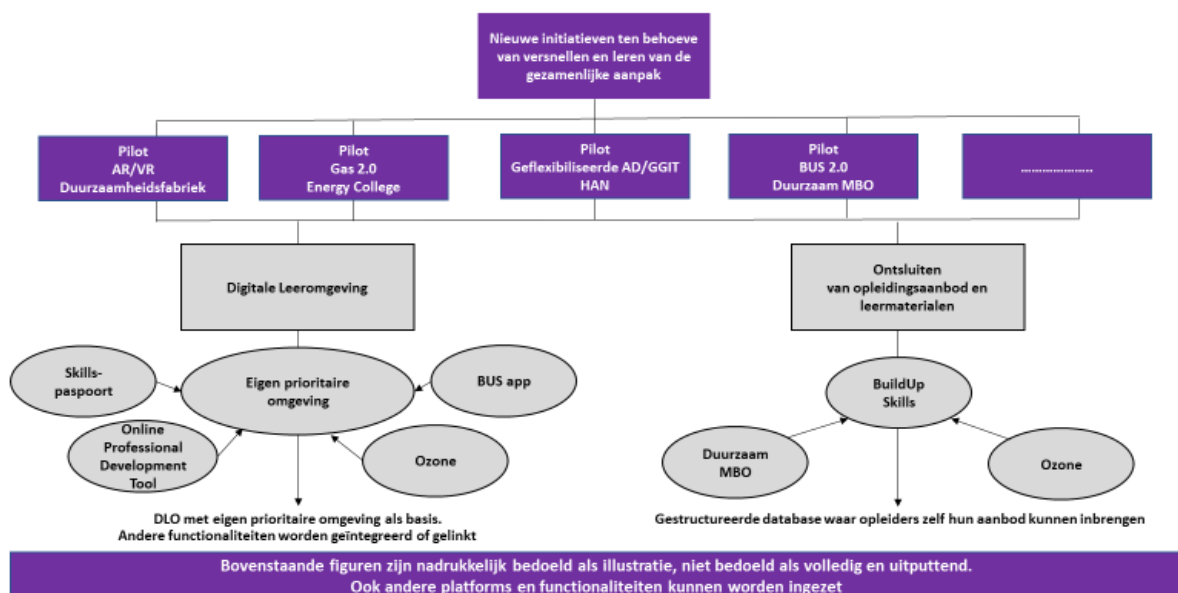 Nieuwe initiatieven ten behoeve
van versnellen en leren van de
gezamenlijke aanpak
Pilot
AR/VR
Duurzaamheidsfabriek
Pilot
Gas 2.0
Energy College
Pilot
Geflexibiliseerde AD/GGIT
HAN
Pilot
BUS 2.0
Duurzaam MBO
.....................
Digitale Leeromgeving
Ontsluiten
van opleidingsaanbod en
leermaterialen
Skills-
paspoort
Eigen prioritaire
omgeving
BUS app
Online
Professional
Development
Tool
Ozone
BuildUp
Skills
Duurzaam
MBO
Ozone
DLO met eigen prioritaire omgeving als basis.
Andere functionaliteiten worden geïntegreerd of gelinkt
Gestructureerde database waar opleiders zelf hun aanbod kunnen inbrengen
Bovenstaande figuren zijn nadrukkelijk bedoeld als illustratie, niet bedoeld als volledig en uitputtend.
Ook andere platforms en functionaliteiten kunnen worden ingezet